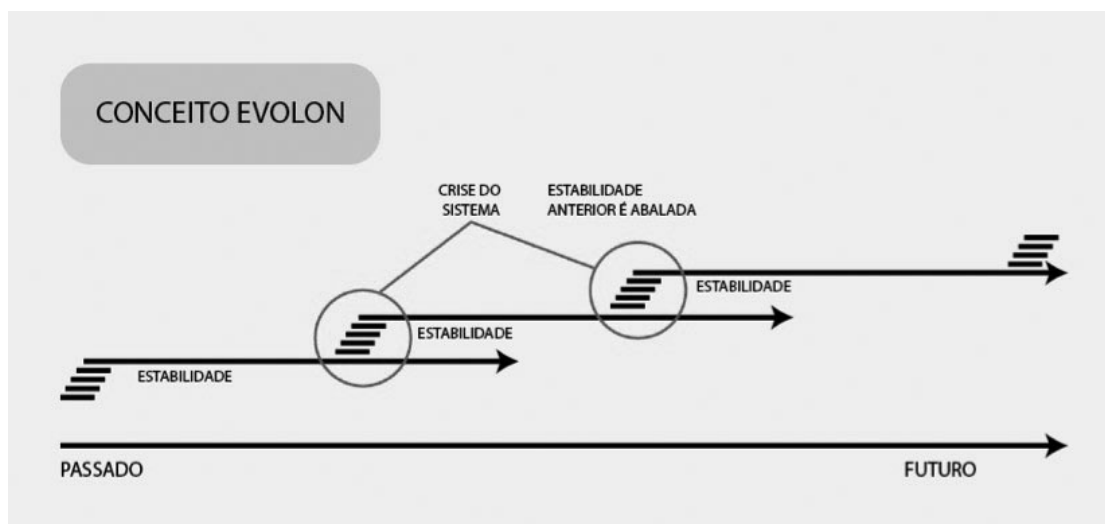 CONCEITO EVOLON
CRISE DO
SISTEMA
ESTABILIDADE
ANTERIOR É ABALADA
ESTABILIDADE
ESTABILIDADE
ESTABILIDADE
PASSADO
FUTURO